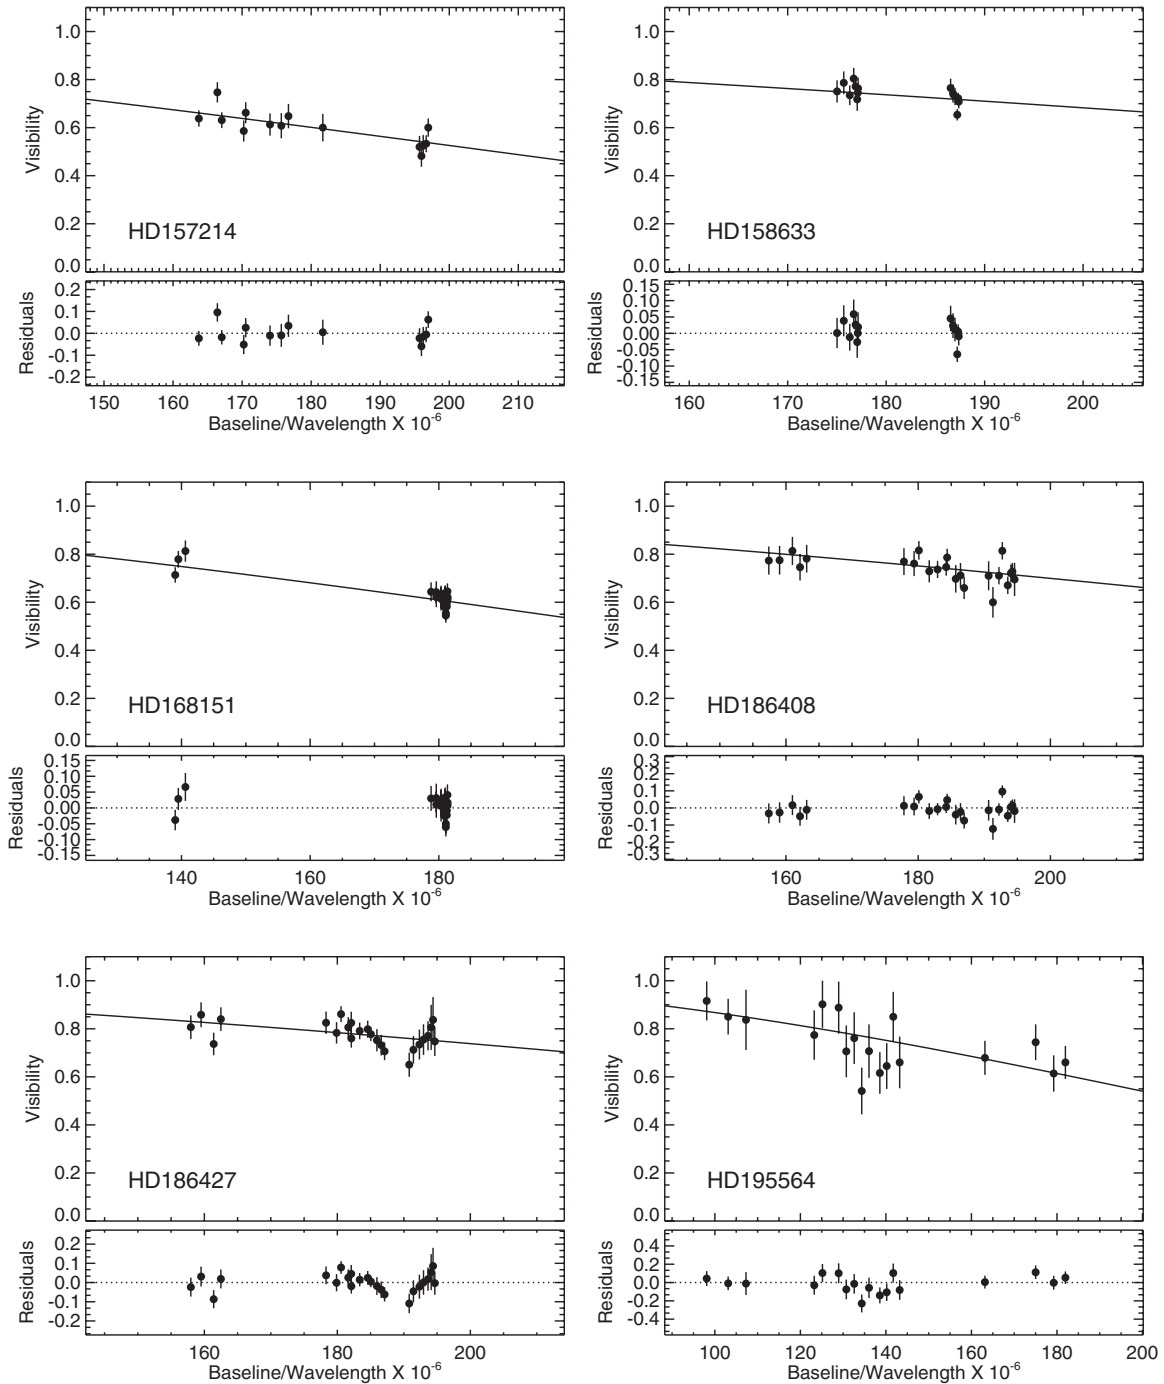 1.0
0.8
0.6
0.4
0.2
0.0
Visibility
HD157214
0.2
0.1
0.0
-0.1
-0.2
Residuals
150 160 170 180 190 200 210
Baseline/Wavelength X 10-6
1.0
0.8
0.6
0.4
0.2
0.0
Visibility
HD158633
0.15
0.10
0.05
0.00
-0.05
-0.10
-0.15
Residuals
160 170 180 190 200
Baseline/Wavelength X 10-6
1.0
0.8
0.6
0.4
0.2
0.0
Visibility
HD168151
0.15
0.10
0.05
0.00
-0.05
-0.10
-0.15
Residuals
140 160 180
Baseline/Wavelength X 10-6
1.0
0.8
0.6
0.4
0.2
0.0
Visibility
HD186408
0.3
0.2
0.1
0.0
-0.1
-0.2
-0.3
Residuals
160 180 200
Baseline/Wavelength X 10-6
1.0
0.8
0.6
0.4
0.2
0.0
Visibility
HD186427
0.2
0.1
0.0
-0.1
-0.2
Residuals
160 180 200
Baseline/Wavelength X 10-6
1.0
0.8
0.6
0.4
0.2
0.0
Visibility
HD195564
0.4
0.2
0.0
-0.2
-0.4
Residuals
100 120 140 160 180 200
Baseline/Wavelength X 10-6